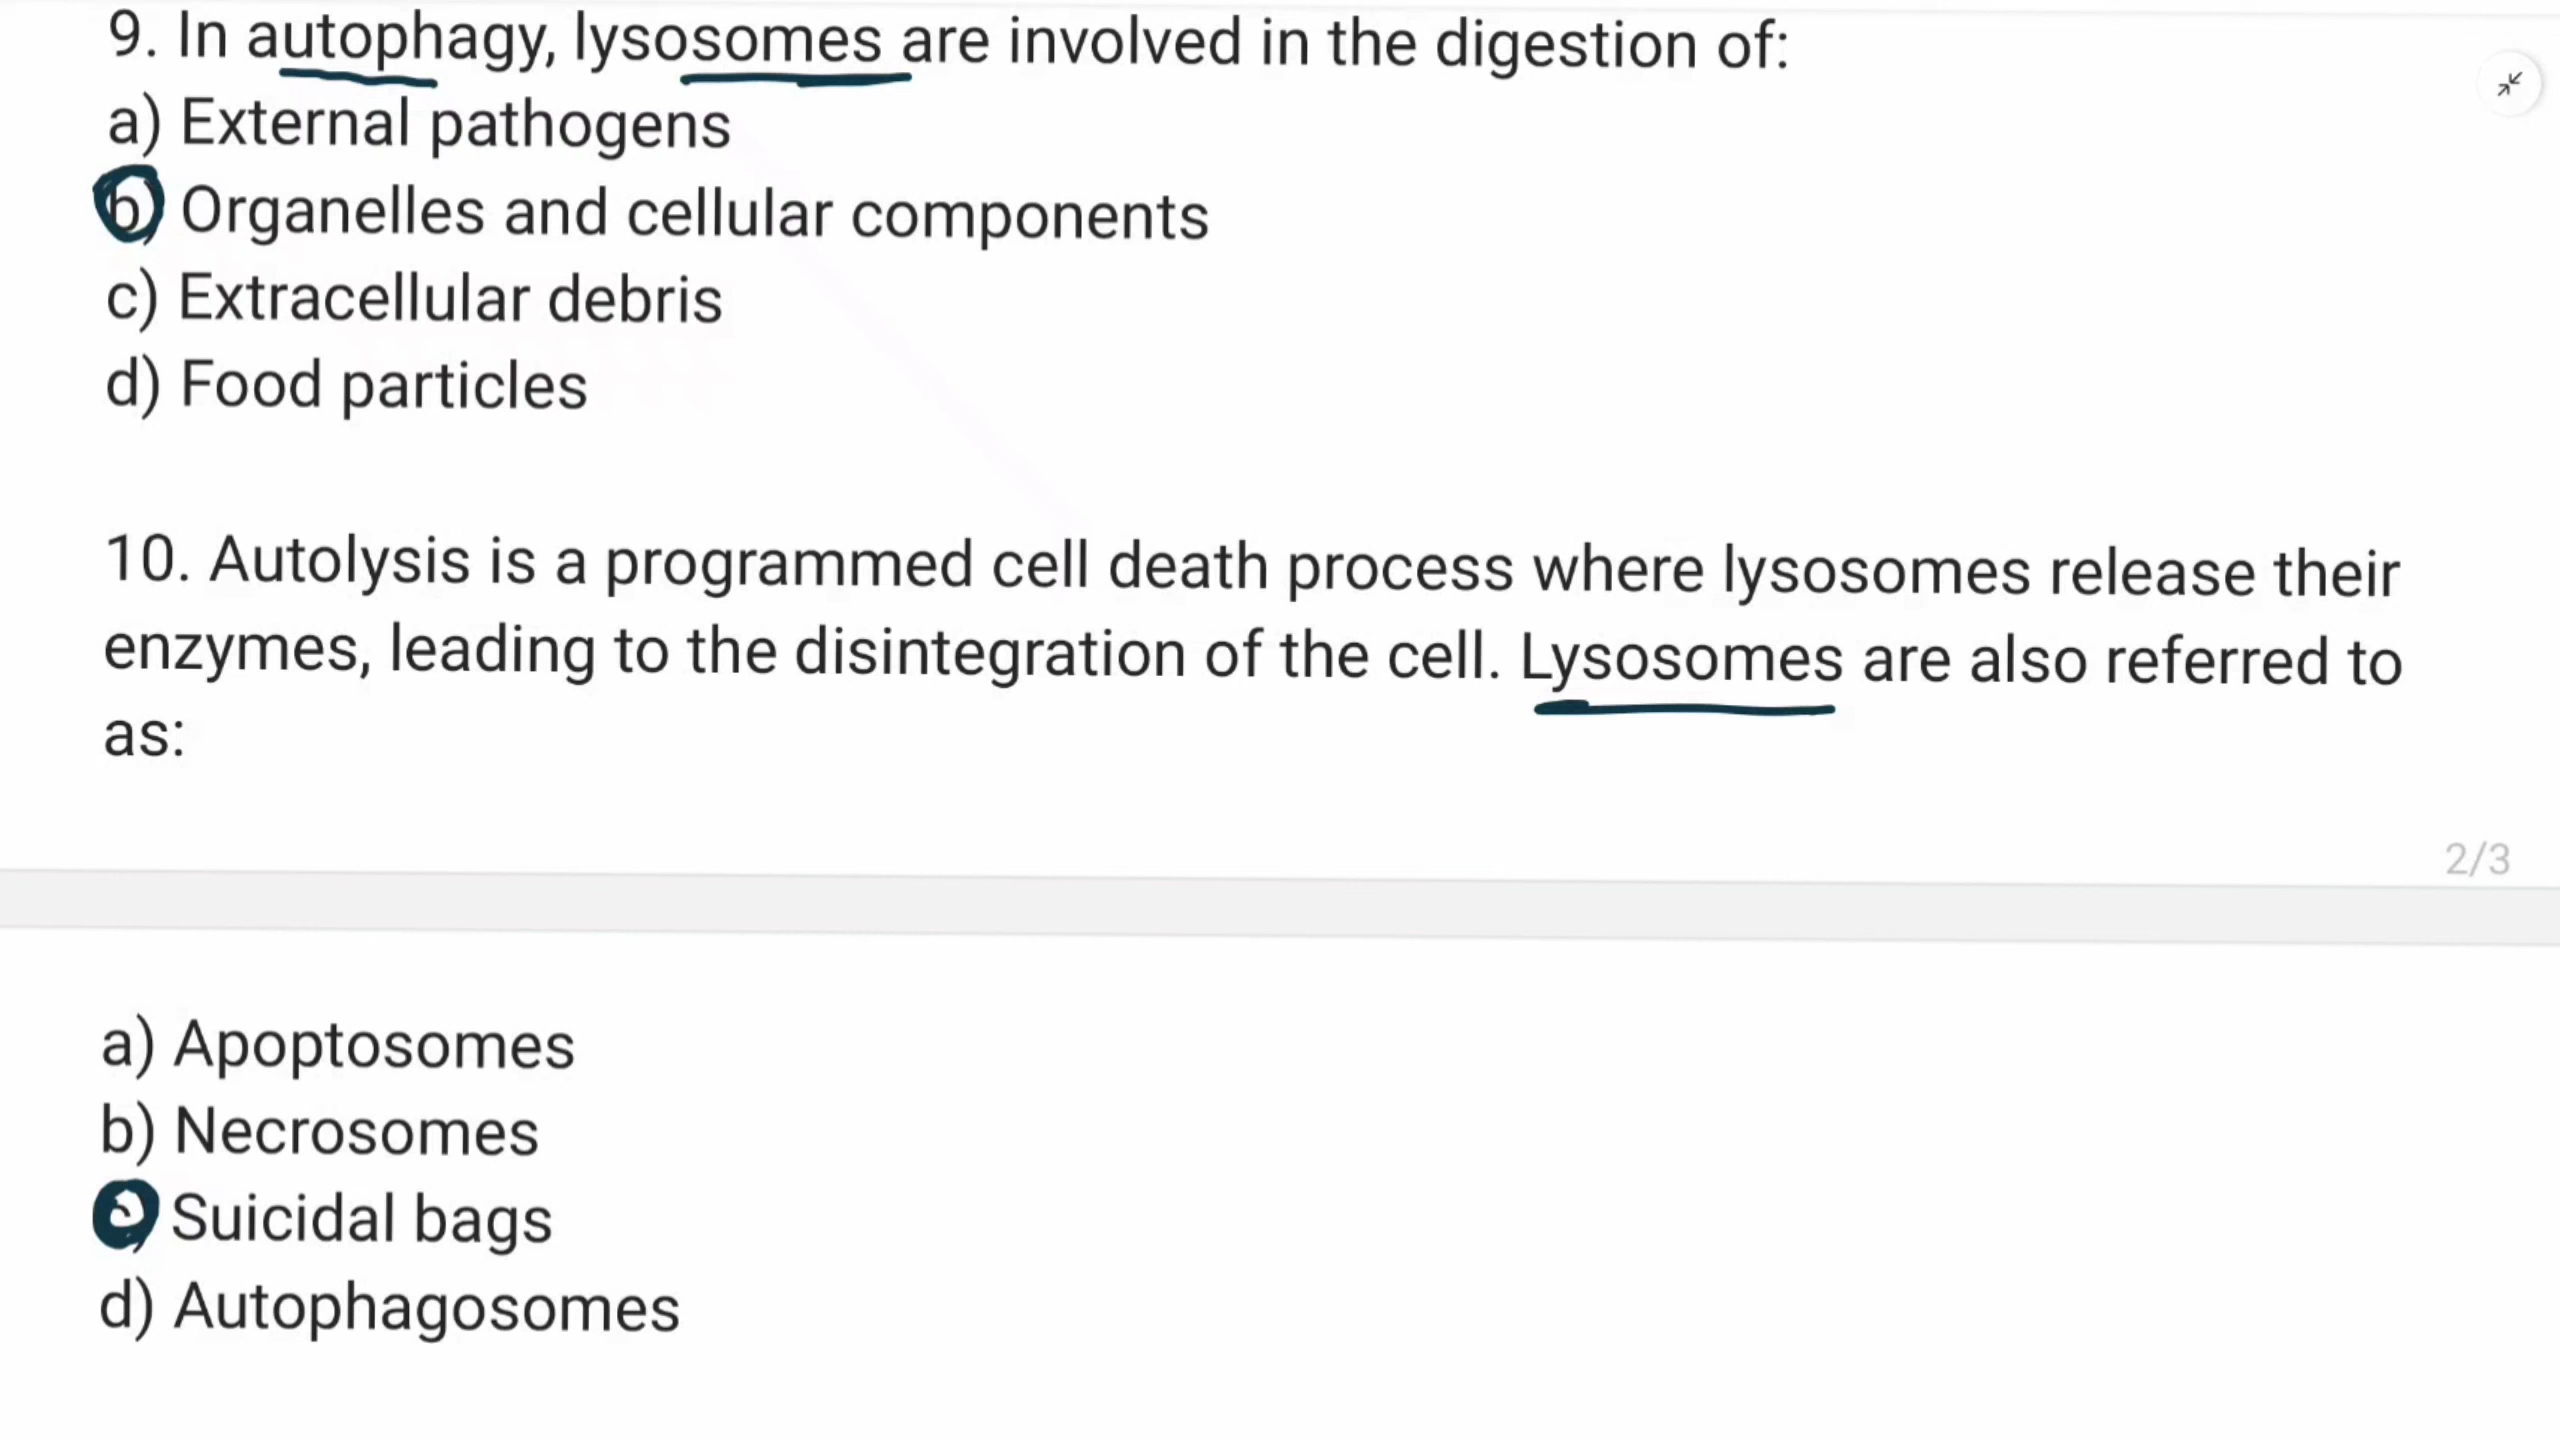 9. In autophagy, lysosomes are involved in the digestion of:
a) External pathogens
b) Organelles and cellular components
c) Extracellular debris
d) Food particles
10. Autolysis is a programmed cell death process where lysosomes release their
enzymes, leading to the disintegration of the cell. Lysosomes are also referred to
as:
2/3
a) Apoptosomes
b) Necrosomes
c) Suicidal bags
d) Autophagosomes